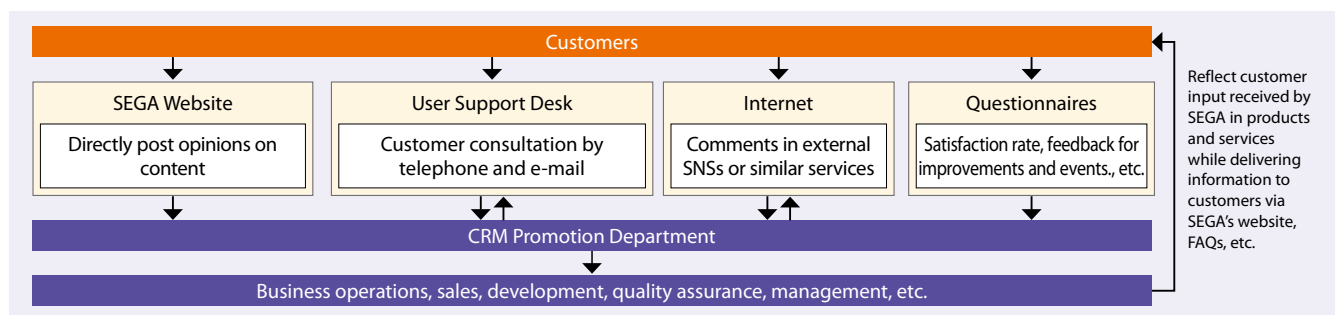 Customers
SEGA Website
Directly post opinions on
content
User Support Desk
Customer consultation by
telephone and e-mail
Internet
Comments in external
SNSs or similar services
Questionnaires
Satisfaction rate, feedback for
improvements and events., etc.
CRM Promotion Department
Business operations, sales, development, quality assurance, management, etc.
Reflect customer
input received by
SEGA in products
and services
while delivering
information to
customers via
SEGA’s website,
FAQs, etc.